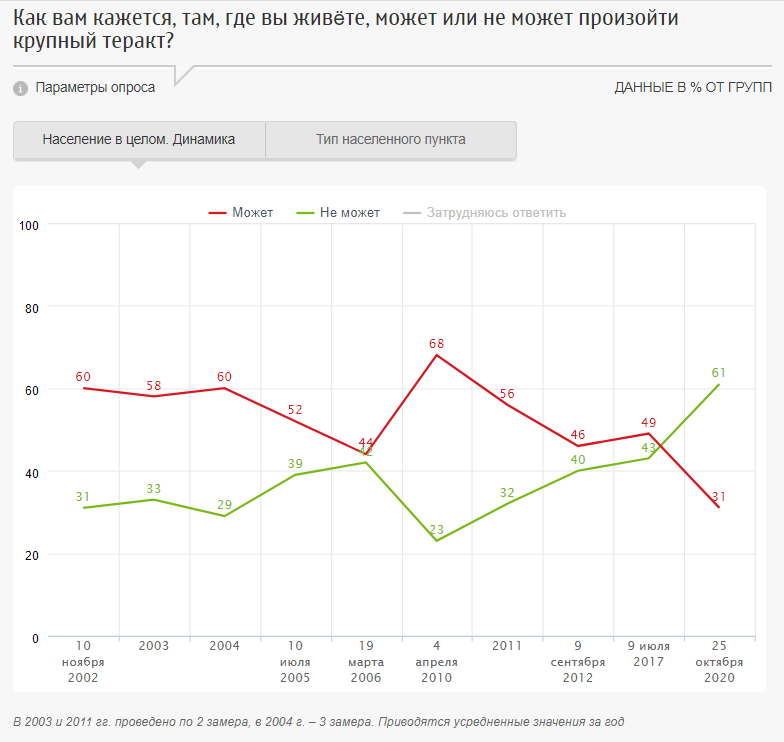 Как вам кажется, там, где вы живёте, может или не может произойти
крупный теракт?
Параметры опроса
ДАННЫЕ В % ОТ ГРУПП
Население в целом. Динамика
Тип населенного пункта
Может
Не может
Затрудняюсь ответить
100
80
60
40
20
0
60
58
60
52
44
68
56
46
49
31
31
33
29
39
42
23
32
40
43
61
10
ноября
2002
2003
2004
10
июля
2005
19
марта
2006
4
апреля
2010
2011
9
сентября
2012
9 июля
2017
25
октября
2020
В 2003 и 2011 гг. проведено по 2 замера, в 2004 г. – 3 замера. Приводятся усредненные значения за год